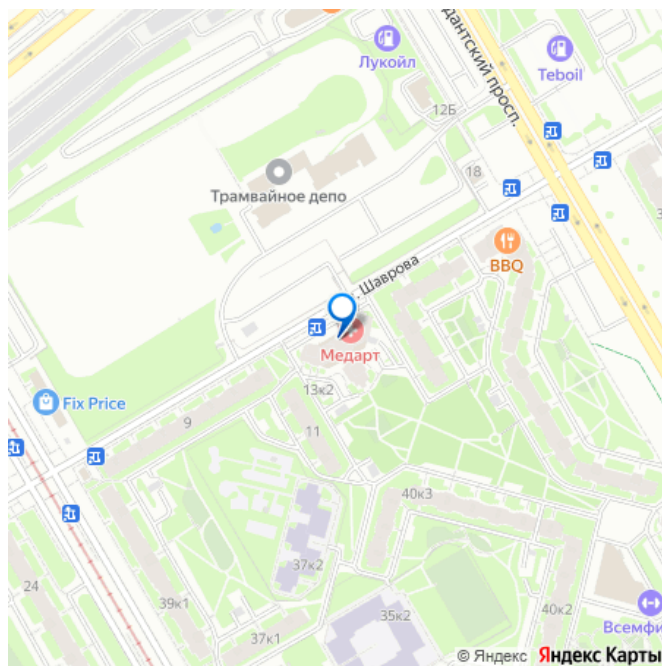 дантский просп.
Лукойл
Teboil
12Б
18
Трамвайное депо
BBQ
. Шаврова
Медарт
Fix Price
13к2
9
11
40к3
37к2
24
39к1
35к2
40к2
37к1
Всемфи
© Яндекс Яндекс Карты